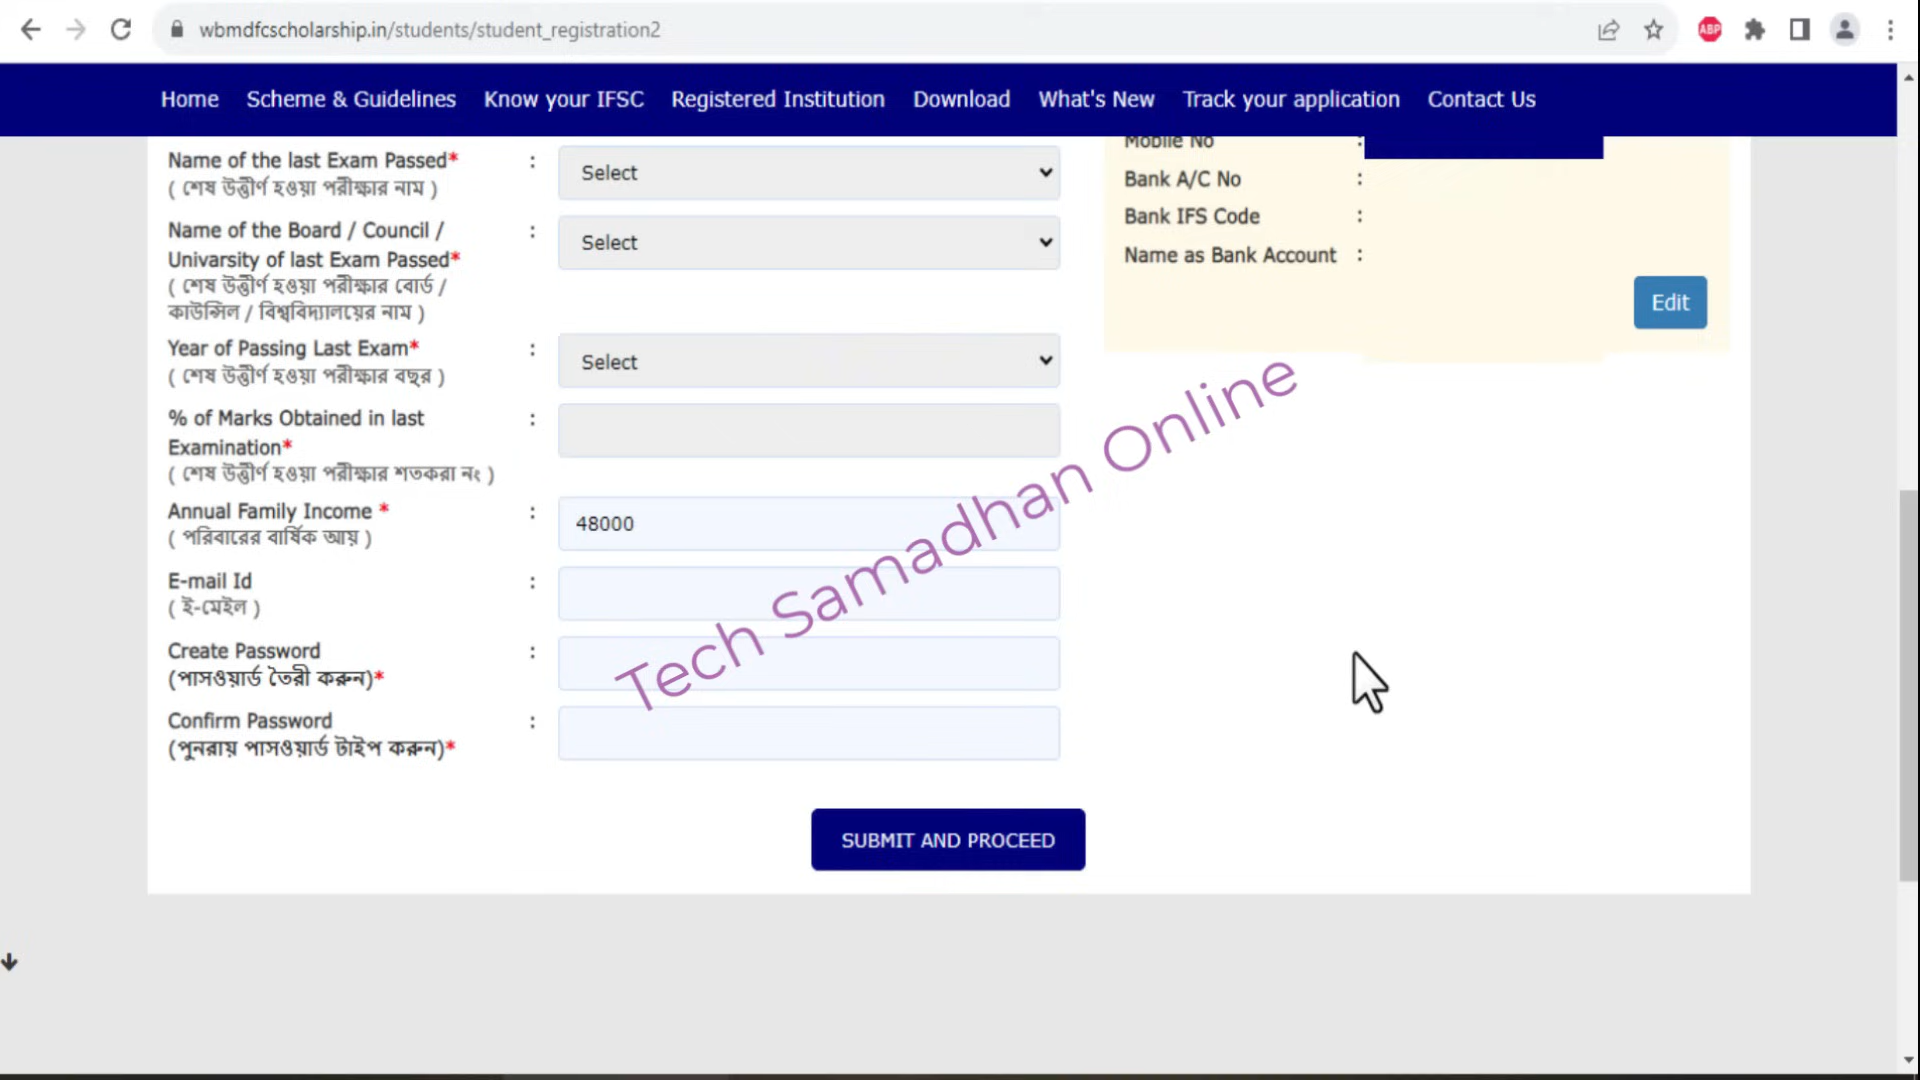 wbmdfcscholarship.in/students/student_registration2
ABP
Home Scheme & Guidelines Know your IFSC Registered Institution Download What's New Track your application Contact Us
Name of the last Exam Passed* : Select
( শেষ উত্তীর্ণ হওয়া পরীক্ষার নাম )
Name of the Board / Council / : Select
Univarsity of last Exam Passed*
( শেষ উত্তীর্ণ হওয়া পরীক্ষার বোর্ড /
কাউন্সিল / বিশ্ববিদ্যালয়ের নাম )
Year of Passing Last Exam* : Select
( শেষ উত্তীর্ণ হওয়া পরীক্ষার বছর )
% of Marks Obtained in last :
Examination*
( শেষ উত্তীর্ণ হওয়া পরীক্ষার শতকরা নং )
Annual Family Income * : 48000
( পরিবারের বার্ষিক আয় )
E-mail Id :
( ই-মেইল )
Create Password :
(পাসওয়ার্ড তৈরী করুন)*
Confirm Password :
(পুনরায় পাসওয়ার্ড টাইপ করুন)*
SUBMIT AND PROCEED
Mobile No :
Bank A/C No :
Bank IFS Code :
Name as Bank Account :
Edit
Tech Samadhan Online